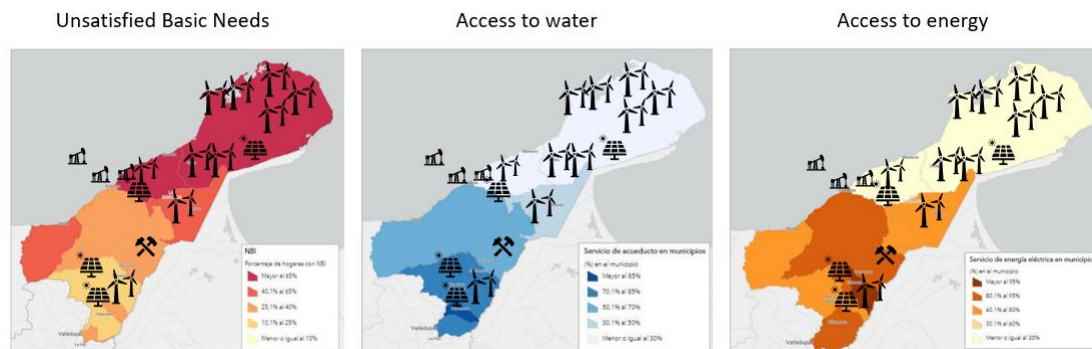 Unsatisfied Basic Needs
Access to water
Access to energy
NBI
Porcentaje de hogares con NBI
Mayor al 65%
40,1% al 65%
25,1% al 40%
10,1% al 25%
Menor o igual al 10%
Valledupar
Servicio de acueducto en municipios
(%) en el municipio
Mayor al 85%
70,1% al 85%
50,1% al 70%
30,1% al 50%
Menor o igual al 30%
Valledupar
Servicio de energía eléctrica en municipios
(%) en el municipio
Mayor al 95%
80,1% al 95%
60,1% al 80%
30,1% al 60%
Menor o igual al 30%
Valledupar